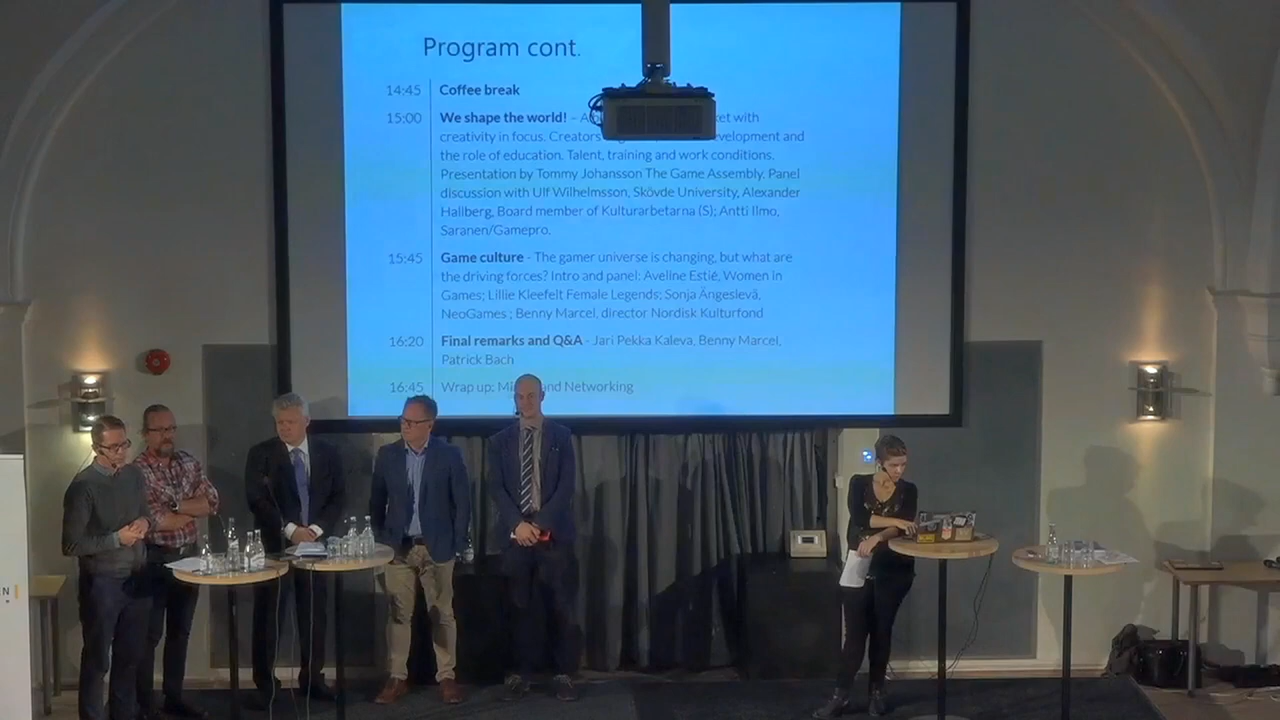 Program cont.
14:45 Coffee break
15:00 We shape the world! - with
creativity in focus. Creators and
the role of education. Talent, training and work conditions.
Presentation by Tommy Johansson The Game Assembly. Panel
discussion with Ulf Wilhelmsson, Skövde University, Alexander
Hallberg, Board member of Kulturarbetarna (S); Antti Ilmo,
Saranen/Gamepro.
15:45 Game culture - The gamer universe is changing, but what are
the driving forces? Intro and panel: Aveline Estié, Women in
Games; Lillie Kleefelt Female Legends; Sonja Ängeslevä,
NeoGames ; Benny Marcel, director Nordisk Kulturfond
16:20 Final remarks and Q&A - Jari Pekka Kaleva, Benny Marcel,
Patrick Bach
16:45 Wrap up: and Networking
N